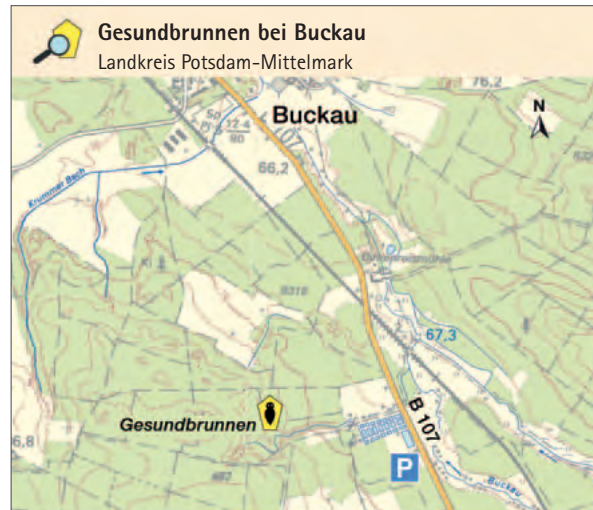 Gesundbrunnen bei Buckau
Landkreis Potsdam-Mittelmark
76,2
N
Buckau
66,2
Krummer Bach
9318
67.3
Gesundbrunnen
B 107
P
6,8
Buckau